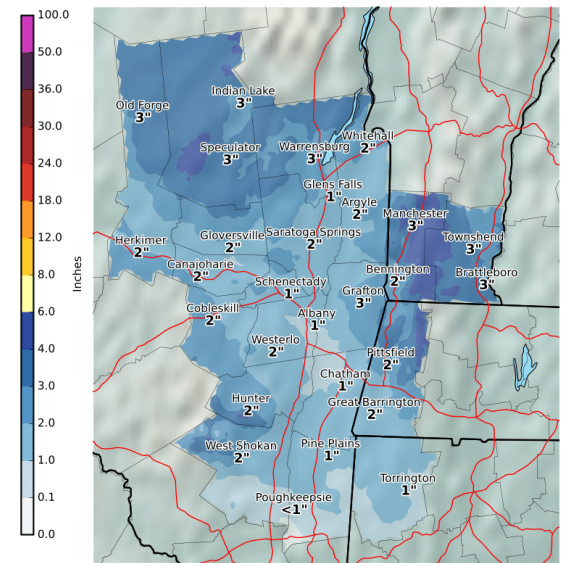 100.0
50.0
36.0
30.0
24.0
18.0
12.0
8.0
6.0
4.0
3.0
2.0
1.0
0.1
0.0
Inches
Indian Lake
3"
Old Forge
3"
Whitehall
2"
Speculator
3"
Warrensburg
3"
Glens Falls
1"
Argyle
2"
Manchester
3"
Herkimer
2"
Gloversville
2"
Saratoga Springs
2"
Townshend
3"
Canajoharie
2"
Bennington
2"
Brattleboro
3"
Schenectady
1"
Grafton
3"
Cobleskill
2"
Albany
1"
Westerlo
2"
Pittsfield
2"
Chatham
1"
Hunter
2"
Great Barrington
2"
West Shokan
2"
Pine Plains
1"
Torrington
1"
Poughkeepsie
<1"